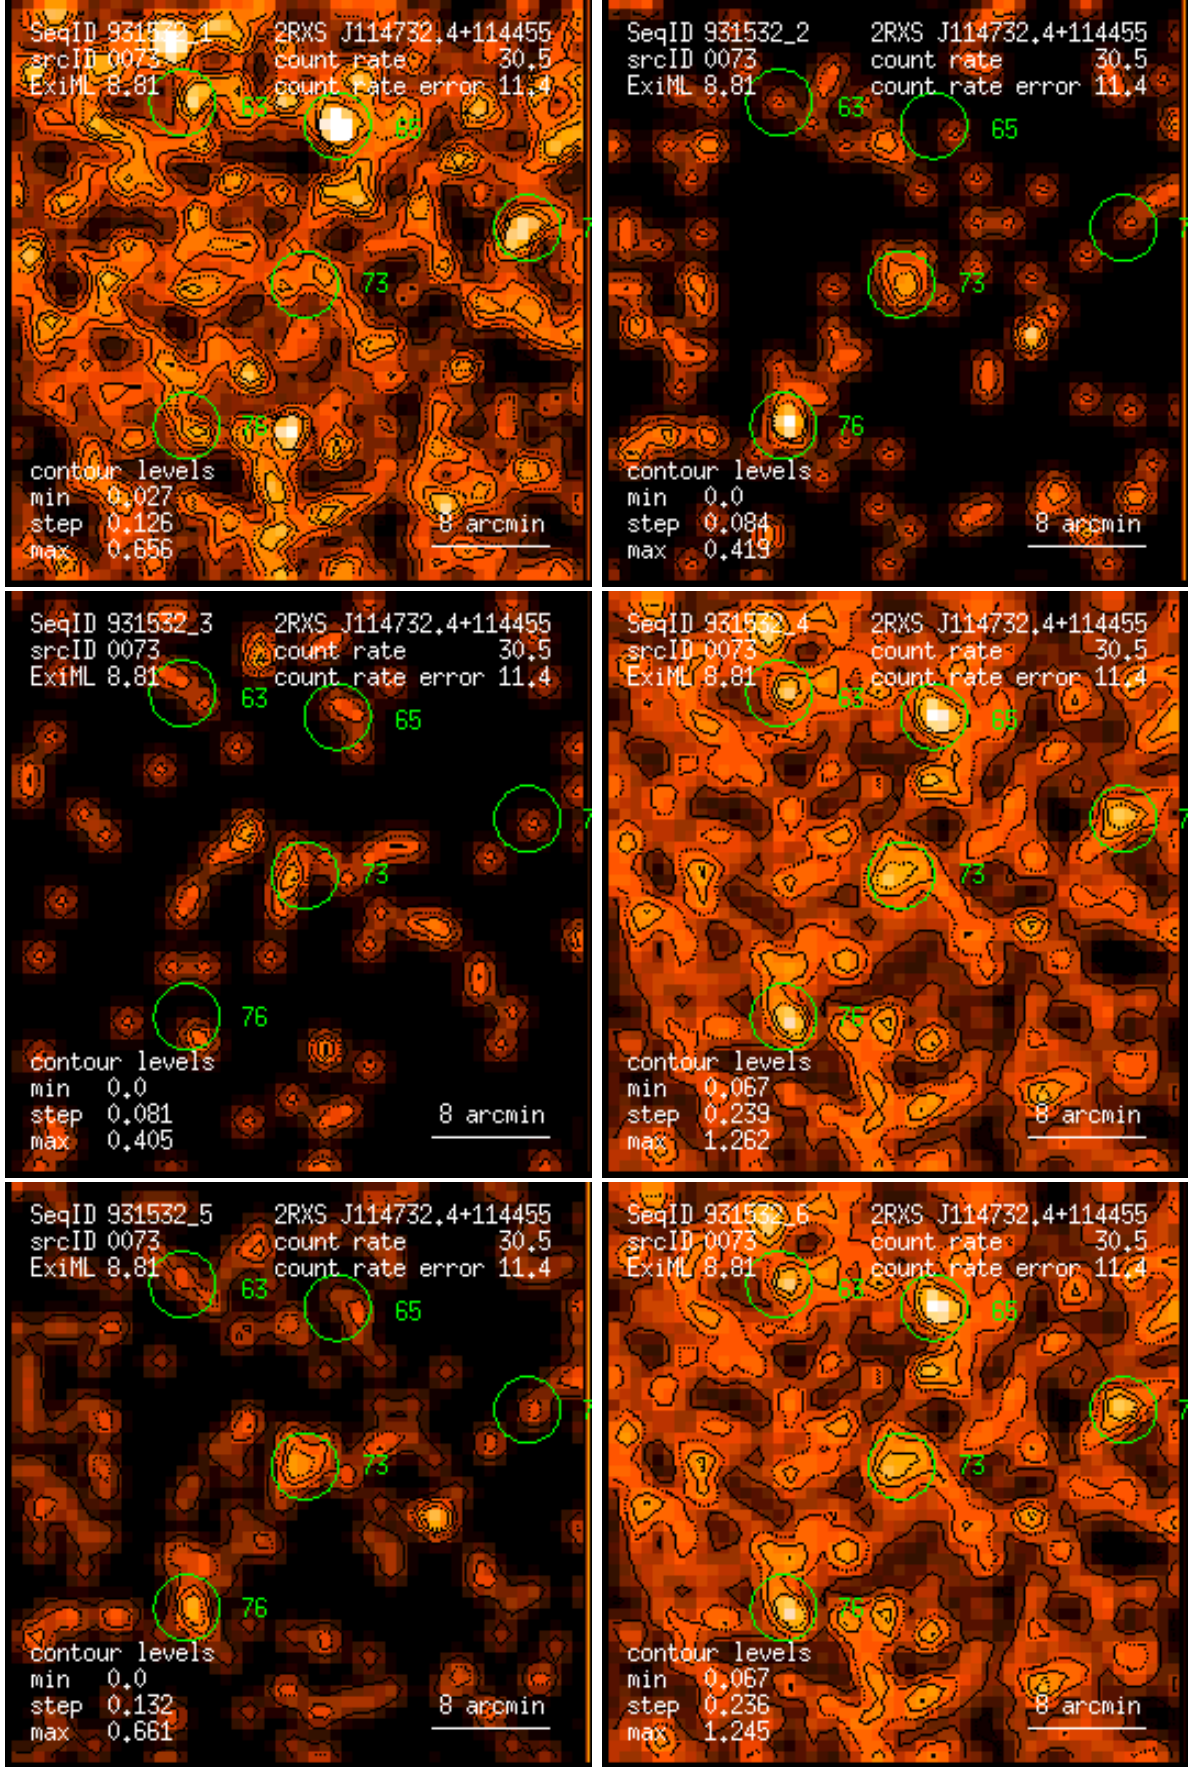 SeqID 931532_1 2RXS J114732.4+114455
srcID 0073 count rate 30.5
ExiML 8.81 count rate error 11.4
63
65
7
73
76
contour levels
min 0.027
step 0.126 8 arcmin
max 0.656
SeqID 931532_2 2RXS J114732.4+114455
srcID 0073 count rate 30.5
ExiML 8.81 count rate error 11.4
63
65
7
73
76
contour levels
min 0.0
step 0.084 8 arcmin
max 0.419
SeqID 931532_3 2RXS J114732.4+114455
srcID 0073 count rate 30.5
ExiML 8.81 count rate error 11.4
63
65
7
73
76
contour levels
min 0.0
step 0.081 8 arcmin
max 0.405
SeqID 931532_4 2RXS J114732.4+114455
srcID 0073 count rate 30.5
ExiML 8.81 count rate error 11.4
63
65
7
73
76
contour levels
min 0.067
step 0.239 8 arcmin
max 1.262
SeqID 931532_5 2RXS J114732.4+114455
srcID 0073 count rate 30.5
ExiML 8.81 count rate error 11.4
63
65
7
73
76
contour levels
min 0.0
step 0.132 8 arcmin
max 0.661
SeqID 931532_6 2RXS J114732.4+114455
srcID 0073 count rate 30.5
ExiML 8.81 count rate error 11.4
63
65
7
73
76
contour levels
min 0.067
step 0.236 8 arcmin
max 1.245